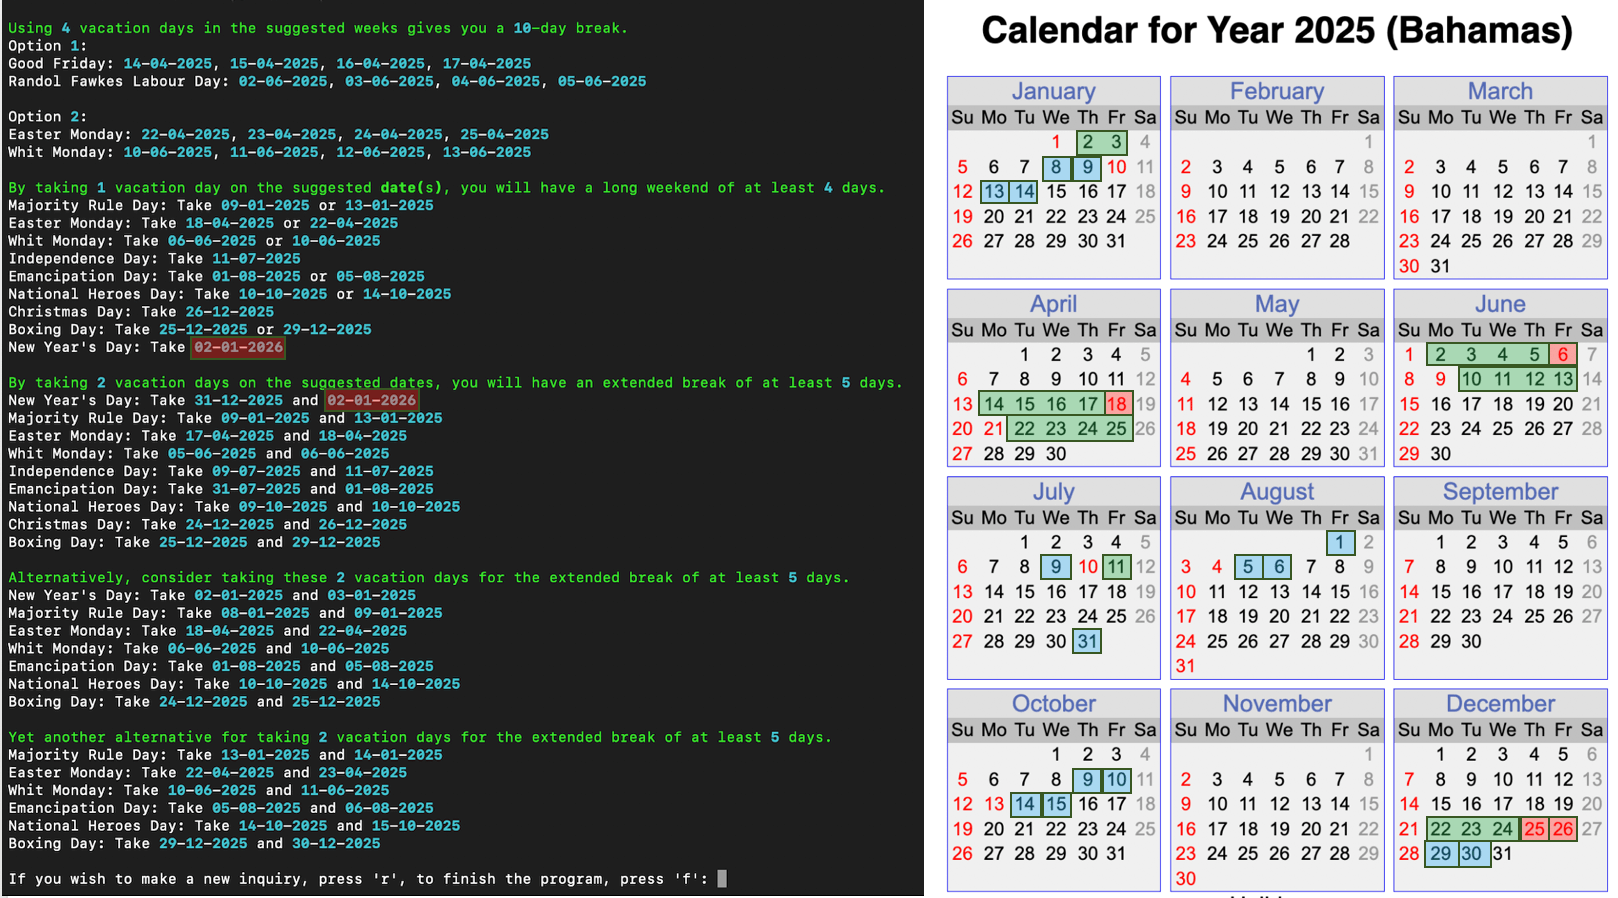 Using 4 vacation days in the suggested weeks gives you a 10-day break.
Option 1:
Good Friday: 14-04-2025, 15-04-2025, 16-04-2025, 17-04-2025
Randol Fawkes Labour Day: 02-06-2025, 03-06-2025, 04-06-2025, 05-06-2025
Option 2:
Easter Monday: 22-04-2025, 23-04-2025, 24-04-2025, 25-04-2025
Whit Monday: 10-06-2025, 11-06-2025, 12-06-2025, 13-06-2025
By taking 1 vacation day on the suggested date(s), you will have a long weekend of at least 4 days.
Majority Rule Day: Take 09-01-2025 or 13-01-2025
Easter Monday: Take 18-04-2025 or 22-04-2025
Whit Monday: Take 06-06-2025 or 10-06-2025
Independence Day: Take 11-07-2025
Emancipation Day: Take 01-08-2025 or 05-08-2025
National Heroes Day: Take 10-10-2025 or 14-10-2025
Christmas Day: Take 26-12-2025
Boxing Day: Take 25-12-2025 or 29-12-2025
New Year's Day: Take 02-01-2026
By taking 2 vacation days on the suggested dates, you will have an extended break of at least 5 days.
New Year's Day: Take 31-12-2025 and 02-01-2026
Majority Rule Day: Take 09-01-2025 and 13-01-2025
Easter Monday: Take 17-04-2025 and 18-04-2025
Whit Monday: Take 05-06-2025 and 06-06-2025
Independence Day: Take 09-07-2025 and 11-07-2025
Emancipation Day: Take 31-07-2025 and 01-08-2025
National Heroes Day: Take 09-10-2025 and 10-10-2025
Christmas Day: Take 24-12-2025 and 26-12-2025
Boxing Day: Take 25-12-2025 and 29-12-2025
Alternatively, consider taking these 2 vacation days for the extended break of at least 5 days.
New Year's Day: Take 02-01-2025 and 03-01-2025
Majority Rule Day: Take 08-01-2025 and 09-01-2025
Easter Monday: Take 18-04-2025 and 22-04-2025
Whit Monday: Take 06-06-2025 and 10-06-2025
Emancipation Day: Take 01-08-2025 and 05-08-2025
National Heroes Day: Take 10-10-2025 and 14-10-2025
Boxing Day: Take 24-12-2025 and 25-12-2025
Yet another alternative for taking 2 vacation days for the extended break of at least 5 days.
Majority Rule Day: Take 13-01-2025 and 14-01-2025
Easter Monday: Take 22-04-2025 and 23-04-2025
Whit Monday: Take 10-06-2025 and 11-06-2025
Emancipation Day: Take 05-08-2025 and 06-08-2025
National Heroes Day: Take 14-10-2025 and 15-10-2025
Boxing Day: Take 29-12-2025 and 30-12-2025
If you wish to make a new inquiry, press 'r', to finish the program, press 'f':
Calendar for Year 2025 (Bahamas)
January
Su Mo Tu We Th Fr Sa
1 2 3 4
5 6 7 8 9 10 11
12 13 14 15 16 17 18
19 20 21 22 23 24 25
26 27 28 29 30 31
February
Su Mo Tu We Th Fr Sa
1
2 3 4 5 6 7 8
9 10 11 12 13 14 15
16 17 18 19 20 21 22
23 24 25 26 27 28
March
Su Mo Tu We Th Fr Sa
1
2 3 4 5 6 7 8
9 10 11 12 13 14 15
16 17 18 19 20 21 22
23 24 25 26 27 28 29
30 31
April
Su Mo Tu We Th Fr Sa
1 2 3 4 5
6 7 8 9 10 11 12
13 14 15 16 17 18 19
20 21 22 23 24 25 26
27 28 29 30
May
Su Mo Tu We Th Fr Sa
1 2 3
4 5 6 7 8 9 10
11 12 13 14 15 16 17
18 19 20 21 22 23 24
25 26 27 28 29 30 31
June
Su Mo Tu We Th Fr Sa
1 2 3 4 5 6 7
8 9 10 11 12 13 14
15 16 17 18 19 20 21
22 23 24 25 26 27 28
29 30
July
Su Mo Tu We Th Fr Sa
1 2 3 4 5
6 7 8 9 10 11 12
13 14 15 16 17 18 19
20 21 22 23 24 25 26
27 28 29 30 31
August
Su Mo Tu We Th Fr Sa
1 2
3 4 5 6 7 8 9
10 11 12 13 14 15 16
17 18 19 20 21 22 23
24 25 26 27 28 29 30
31
September
Su Mo Tu We Th Fr Sa
1 2 3 4 5 6
7 8 9 10 11 12 13
14 15 16 17 18 19 20
21 22 23 24 25 26 27
28 29 30
October
Su Mo Tu We Th Fr Sa
1 2 3 4
5 6 7 8 9 10 11
12 13 14 15 16 17 18
19 20 21 22 23 24 25
26 27 28 29 30 31
November
Su Mo Tu We Th Fr Sa
1
2 3 4 5 6 7 8
9 10 11 12 13 14 15
16 17 18 19 20 21 22
23 24 25 26 27 28 29
30
December
Su Mo Tu We Th Fr Sa
1 2 3 4 5 6
7 8 9 10 11 12 13
14 15 16 17 18 19 20
21 22 23 24 25 26 27
28 29 30 31